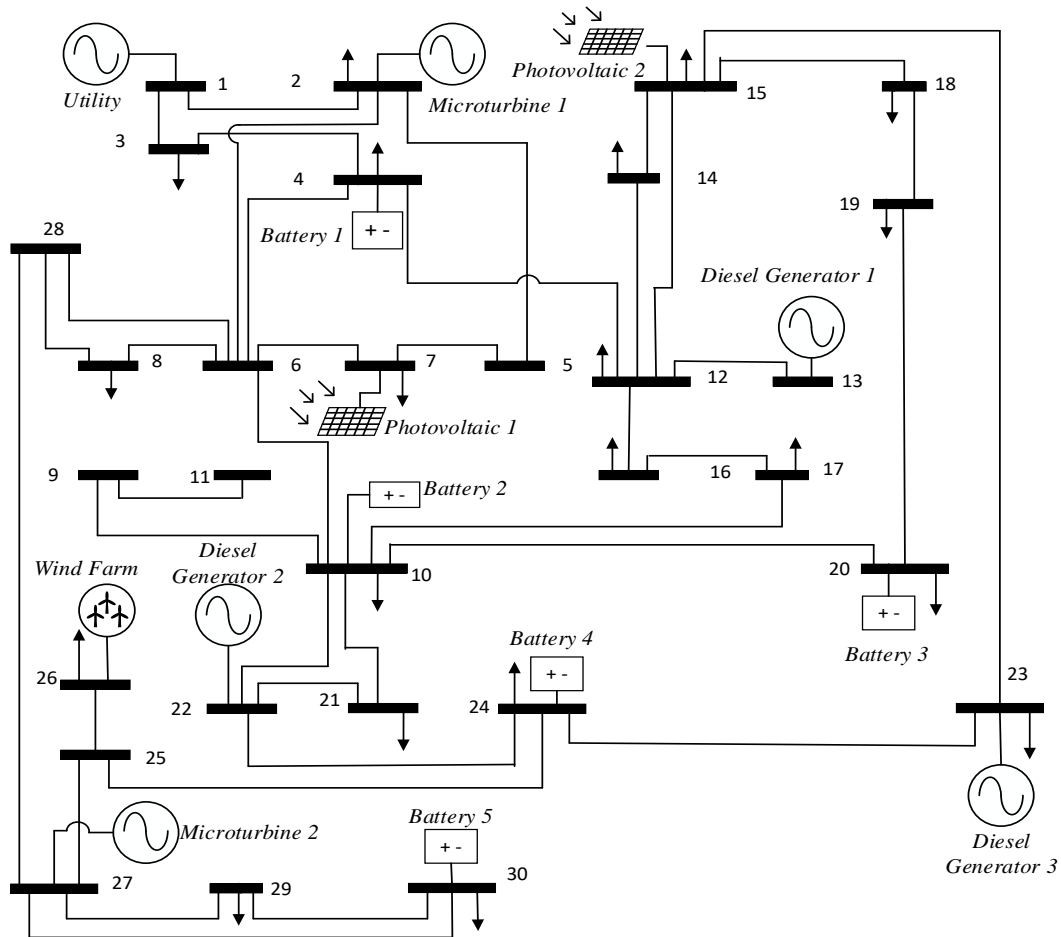 Utility
1
2
Microturbine 1
Photovoltaic 2
15
18
3
4
14
19
Battery 1
+ -
28
Diesel Generator 1
8
6
7
5
12
13
Photovoltaic 1
9
11
Battery 2
+ -
16
17
Wind Farm
Diesel
Generator 2
10
20
+ -
Battery 3
Battery 4
+ -
26
22
21
24
23
25
Microturbine 2
Battery 5
+ -
Diesel
Generator 3
27
29
30